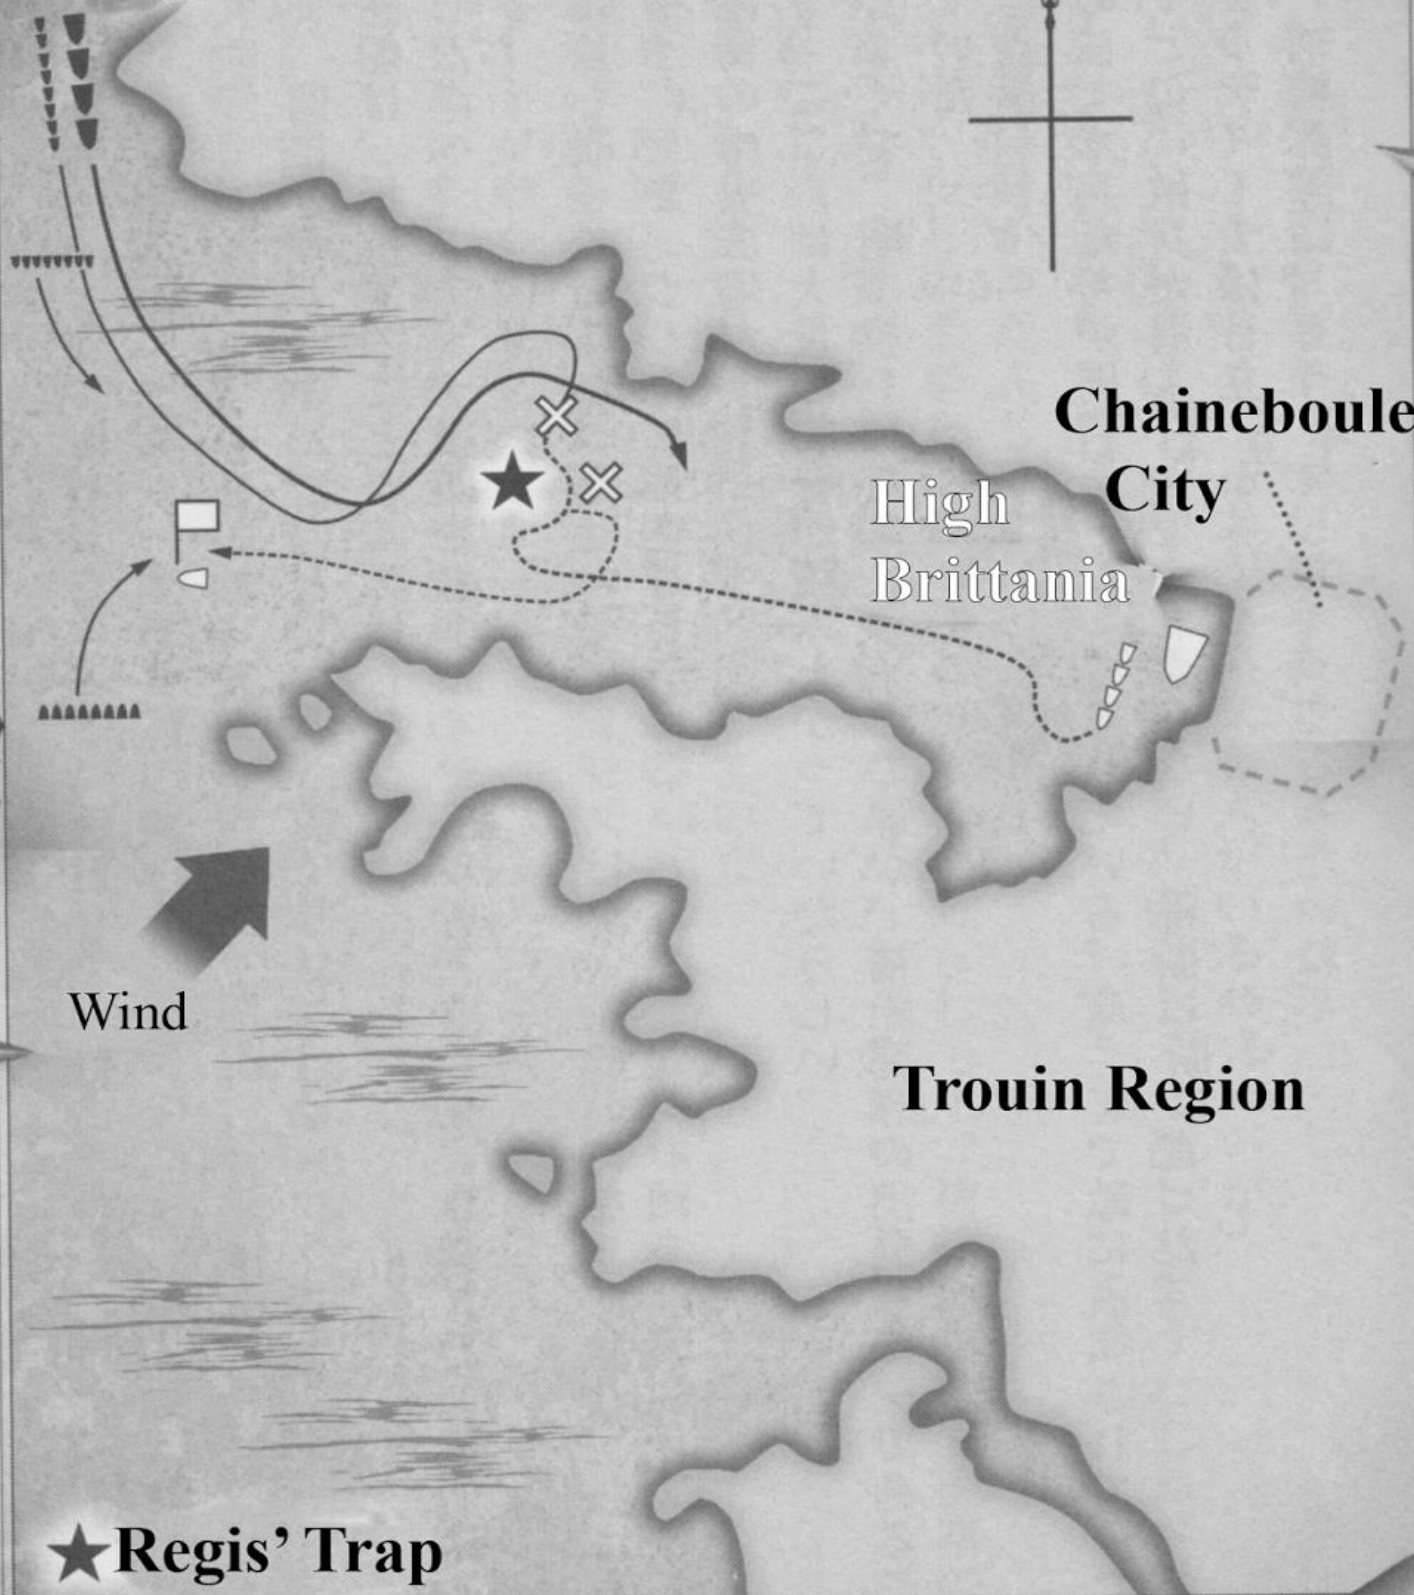 Chaineboule
City
High
Brittania
Wind
Trouin Region
Regis’ Trap